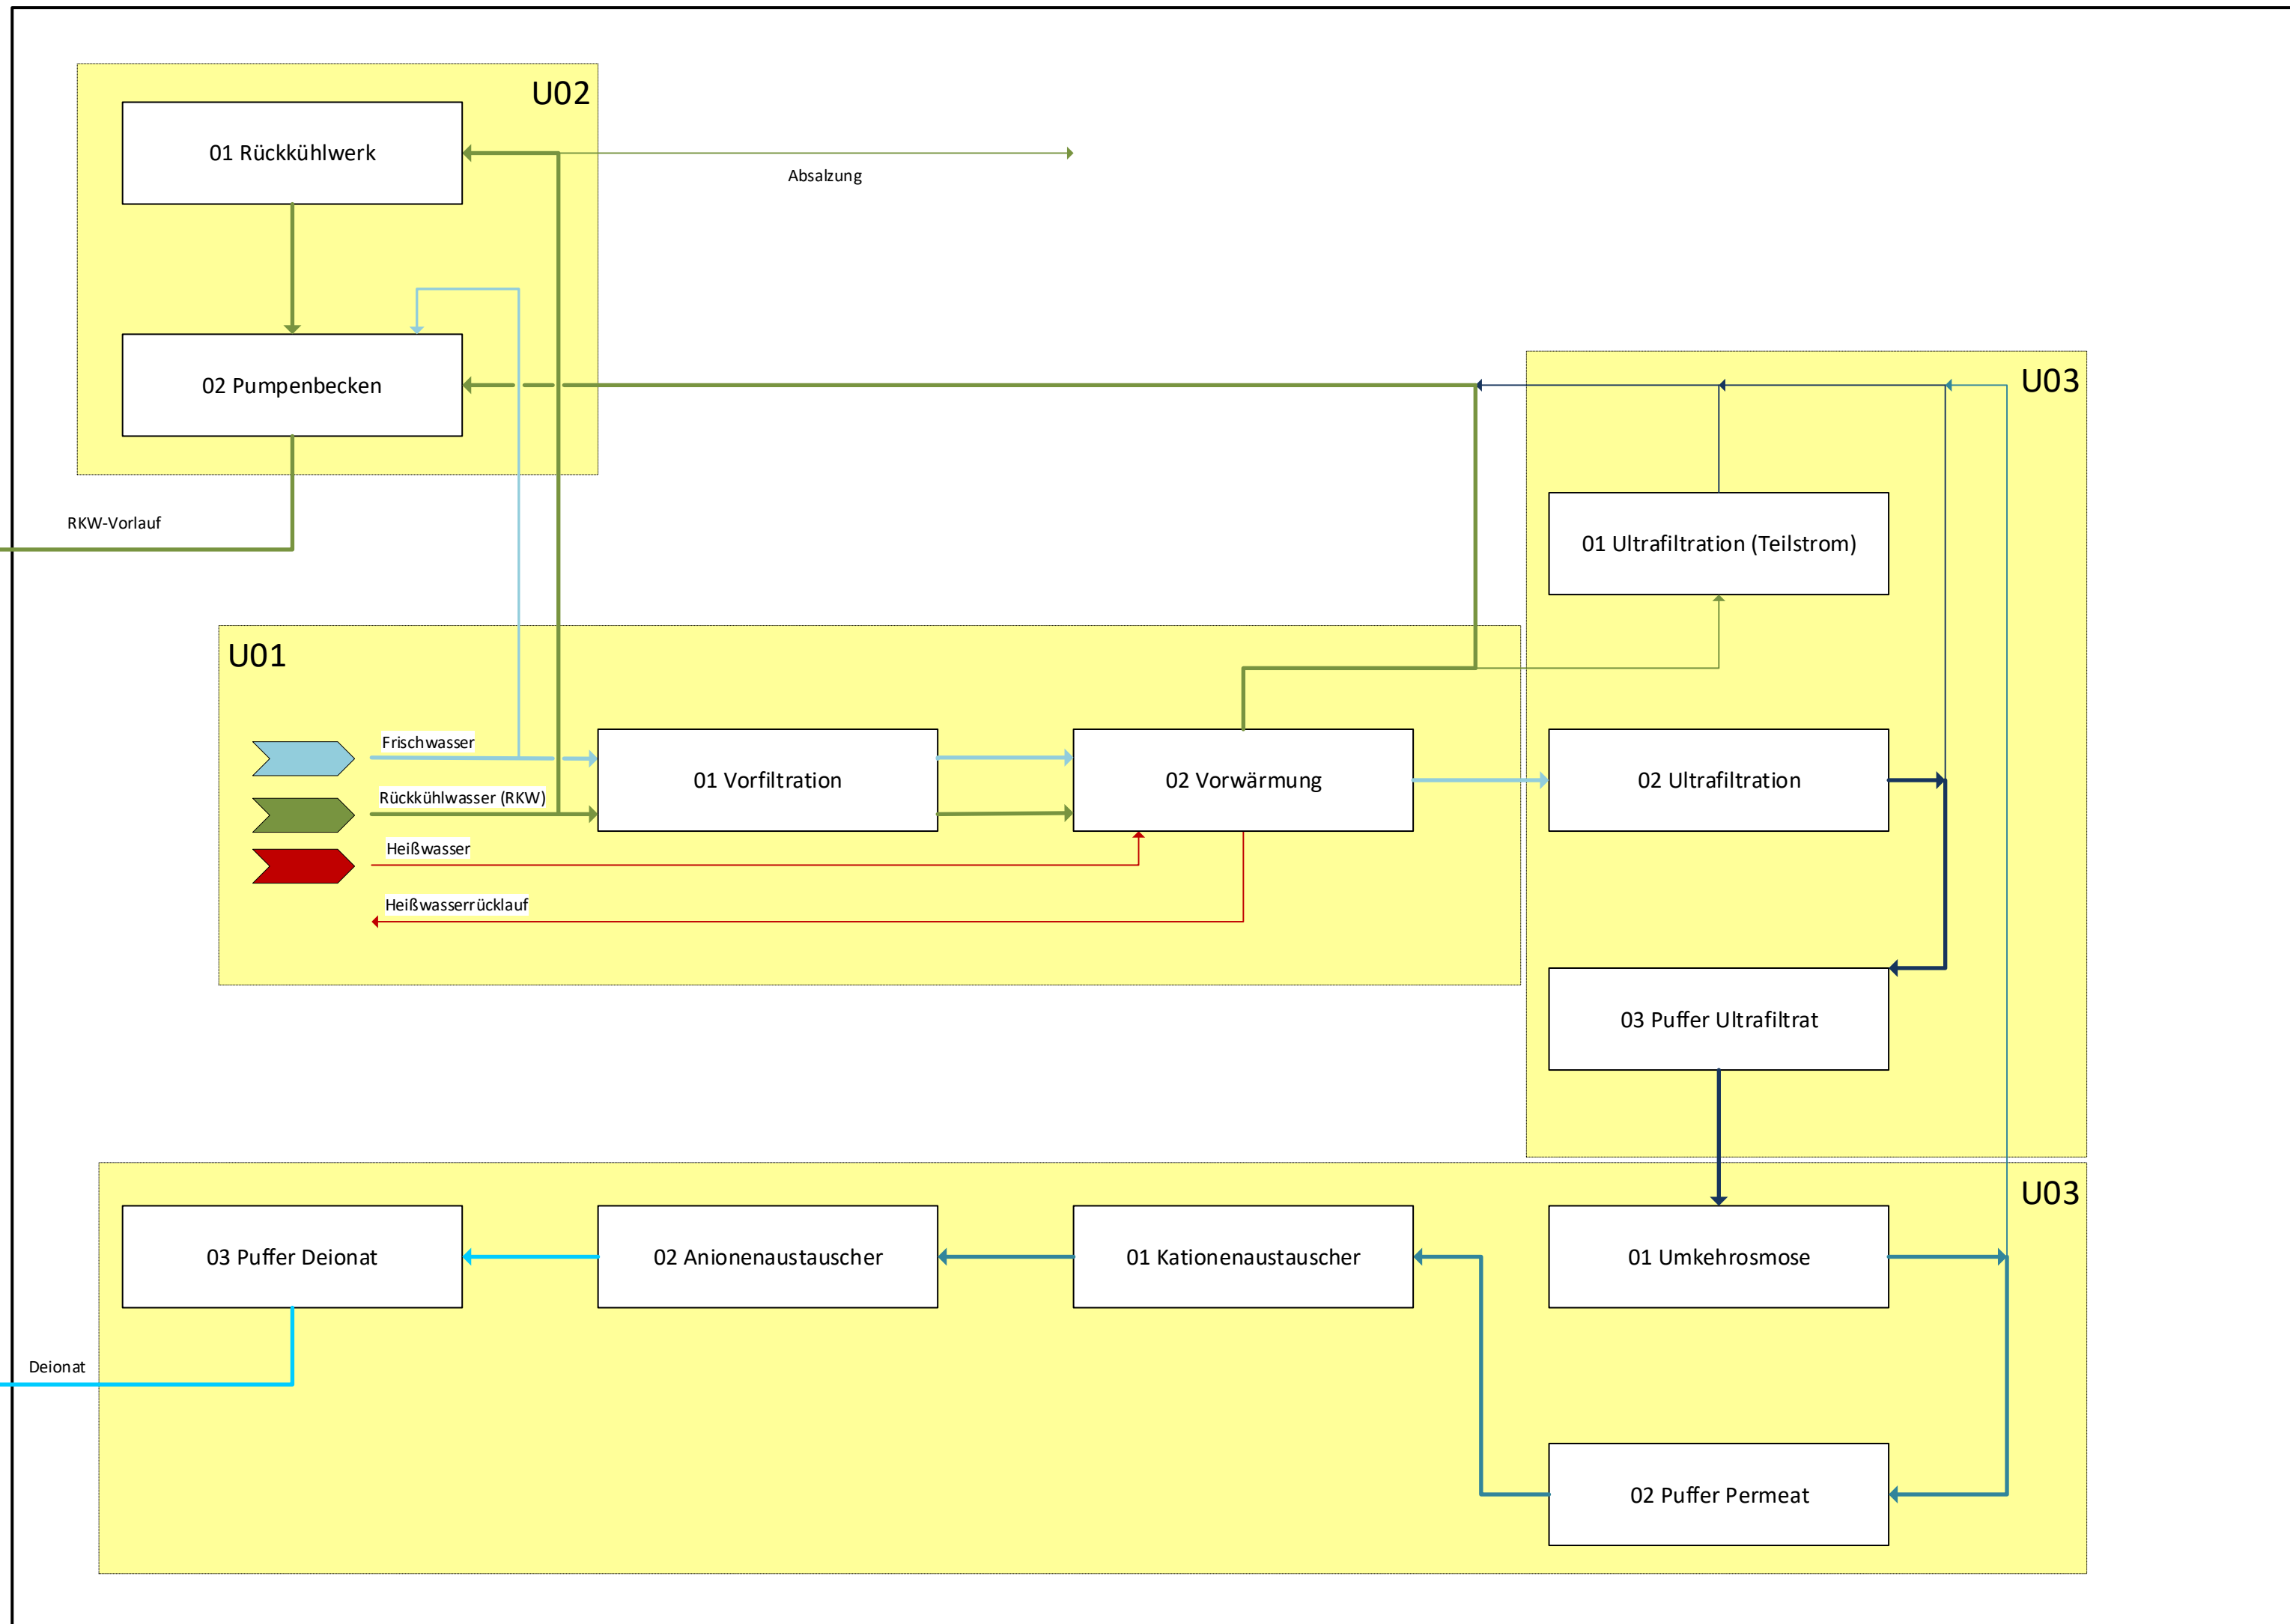 U02
01 Rückkühlwerk
Absalzung
02 Pumpenbecken
U03
RKW-Vorlauf
01 Ultrafiltration (Teilstrom)
U01
Frischwasser
01 Vorfiltration
02 Vorwärmung
02 Ultrafiltration
Rückkühlwasser (RKW)
Heißwasser
Heißwasserrücklauf
03 Puffer Ultrafiltrat
U03
03 Puffer Deionat
02 Anionenaustauscher
01 Kationenaustauscher
01 Umkehrosmose
Deionat
02 Puffer Permeat